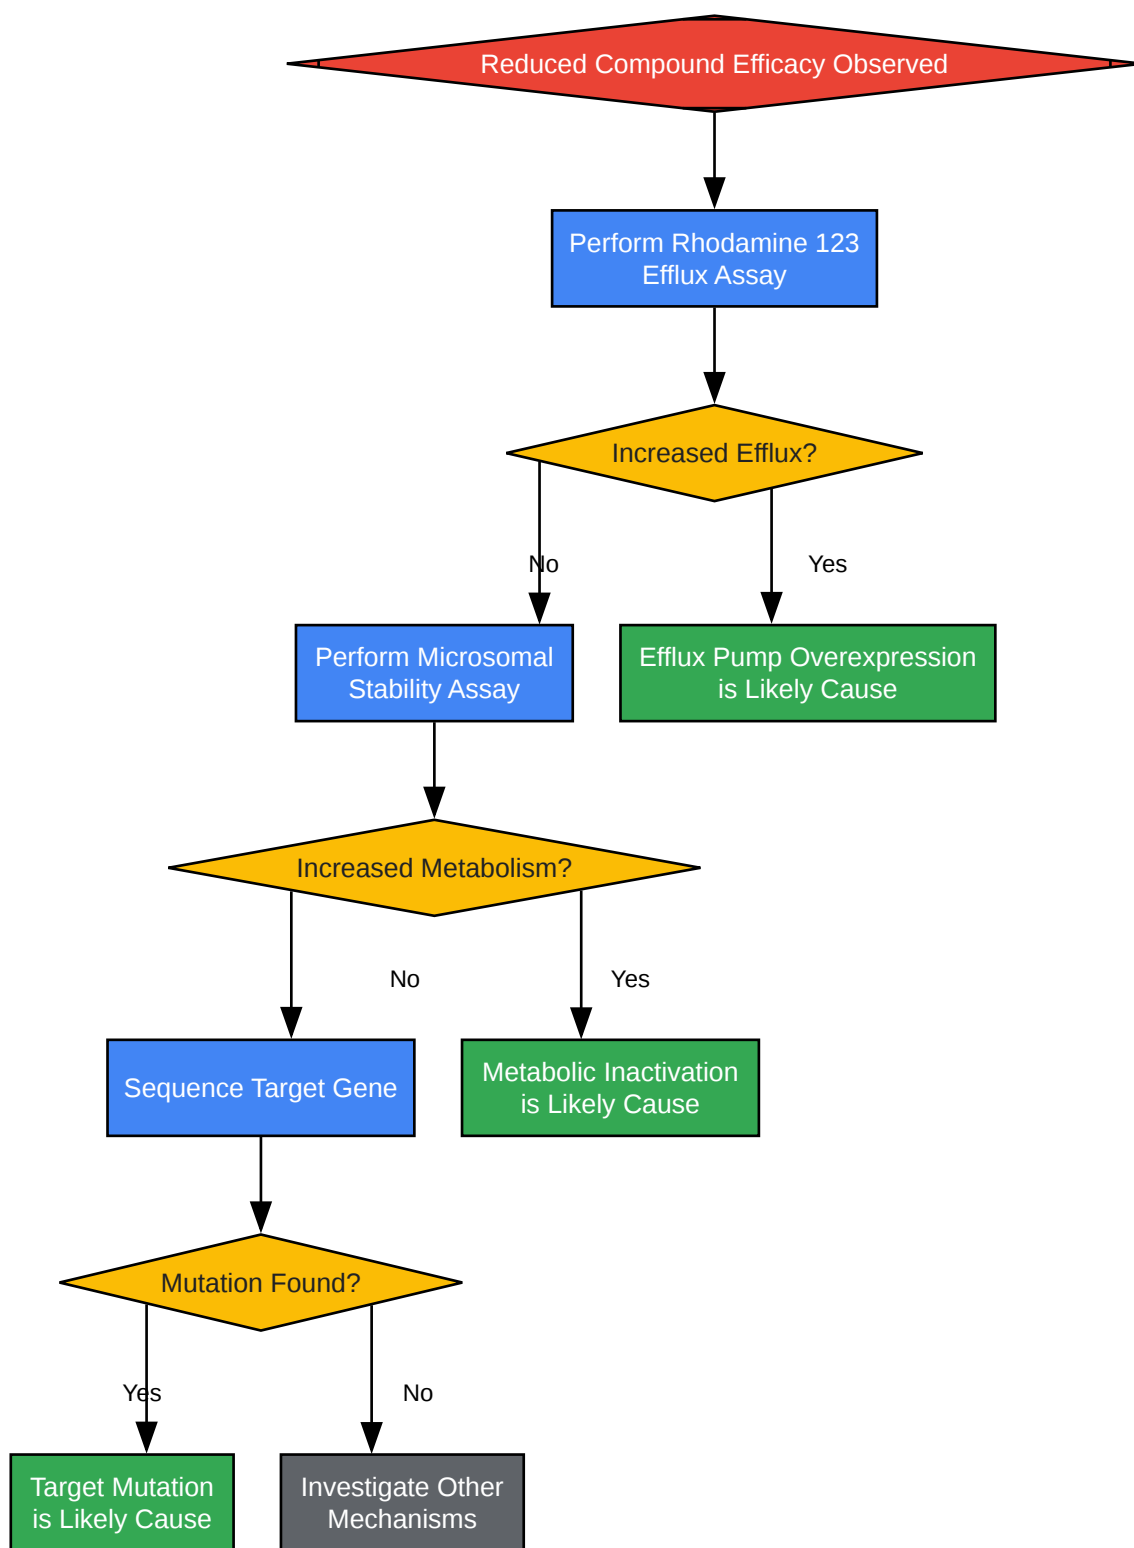 Reduced Compound Efficacy Observed
Perform Rhodamine 123
Efflux Assay
Increased Efflux?
No
Yes
Perform Microsomal
Stability Assay
Efflux Pump Overexpression
is Likely Cause
Increased Metabolism?
No
Yes
Sequence Target Gene
Metabolic Inactivation
is Likely Cause
Mutation Found?
Yes
No
Target Mutation
is Likely Cause
Investigate Other
Mechanisms